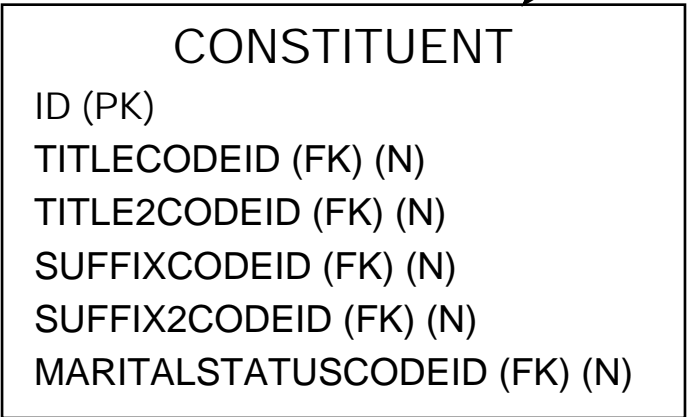 CONSTITUENT
ID (PK)
TITLECODEID (FK) (N)
TITLE2CODEID (FK) (N)
SUFFIXCODEID (FK) (N)
SUFFIX2CODEID (FK) (N)
MARITALSTATUSCODEID (FK) (N)